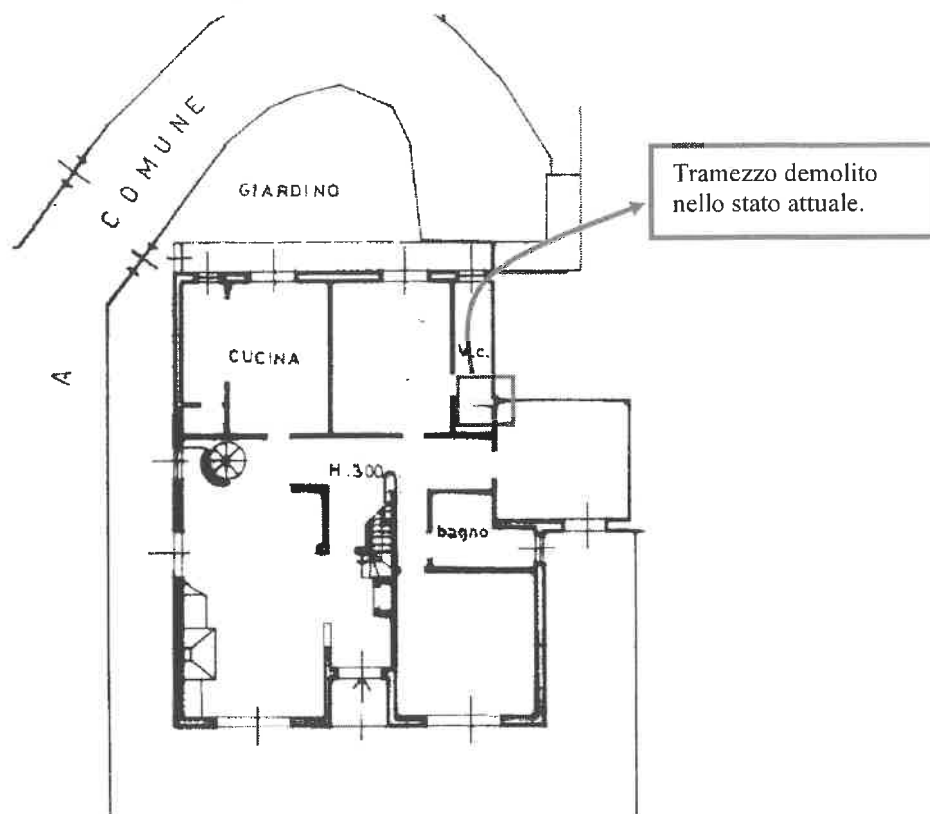 COMUNE
GIARDINO
Tramezzo demolito
nello stato attuale.
A
CUCINA
W.c.
H.300
bagno